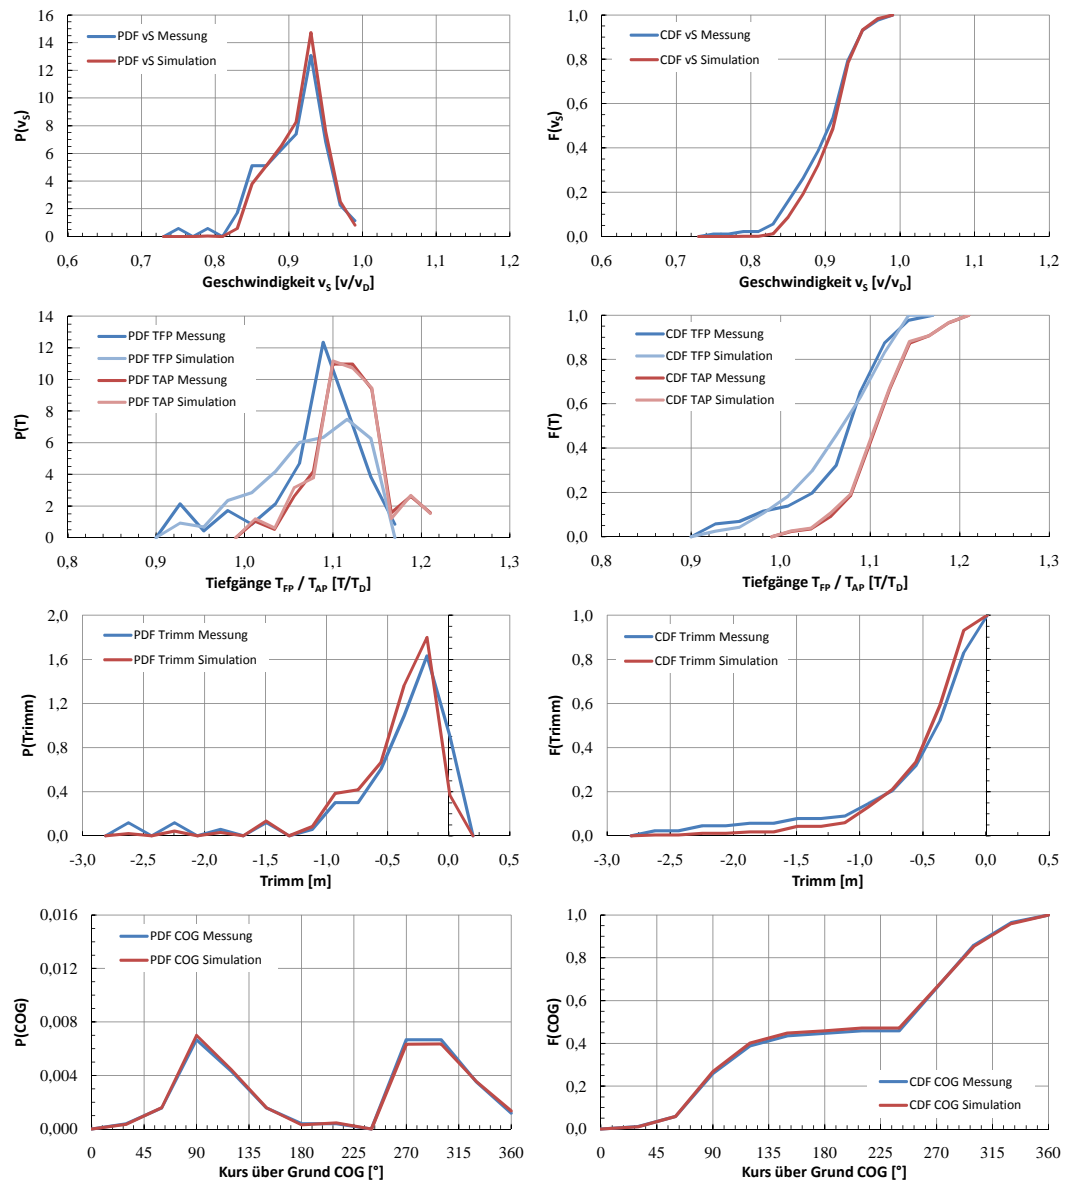 16
14
12
10
8
6
4
2
0
P(vS)
PDF vS Messung
PDF vS Simulation
0,6 0,7 0,8 0,9 1,0 1,1 1,2
Geschwindigkeit vS [v/vD]
1,0
0,8
0,6
0,4
0,2
0,0
F(vS)
CDF vS Messung
CDF vS Simulation
0,6 0,7 0,8 0,9 1,0 1,1 1,2
Geschwindigkeit vS [v/vD]
14
12
10
8
6
4
2
0
P(T)
PDF TFP Messung
PDF TFP Simulation
PDF TAP Messung
PDF TAP Simulation
0,8 0,9 1,0 1,1 1,2 1,3
Tiefgänge TFP / TAP [T/TD]
1,0
0,8
0,6
0,4
0,2
0,0
F(T)
CDF TFP Messung
CDF TFP Simulation
CDF TAP Messung
CDF TAP Simulation
0,8 0,9 1,0 1,1 1,2 1,3
Tiefgänge TFP / TAP [T/TD]
2,0
1,6
1,2
0,8
0,4
0,0
P(Trimm)
PDF Trimm Messung
PDF Trimm Simulation
-3,0 -2,5 -2,0 -1,5 -1,0 -0,5 0,0 0,5
Trimm [m]
1,0
0,8
0,6
0,4
0,2
0,0
F(Trimm)
CDF Trimm Messung
CDF Trimm Simulation
-3,0 -2,5 -2,0 -1,5 -1,0 -0,5 0,0 0,5
Trimm [m]
0,016
0,012
0,008
0,004
0,000
P(COG)
PDF COG Messung
PDF COG Simulation
0 45 90 135 180 225 270 315 360
Kurs über Grund COG [°]
1,0
0,8
0,6
0,4
0,2
0,0
F(COG)
CDF COG Messung
CDF COG Simulation
0 45 90 135 180 225 270 315 360
Kurs über Grund COG [°]